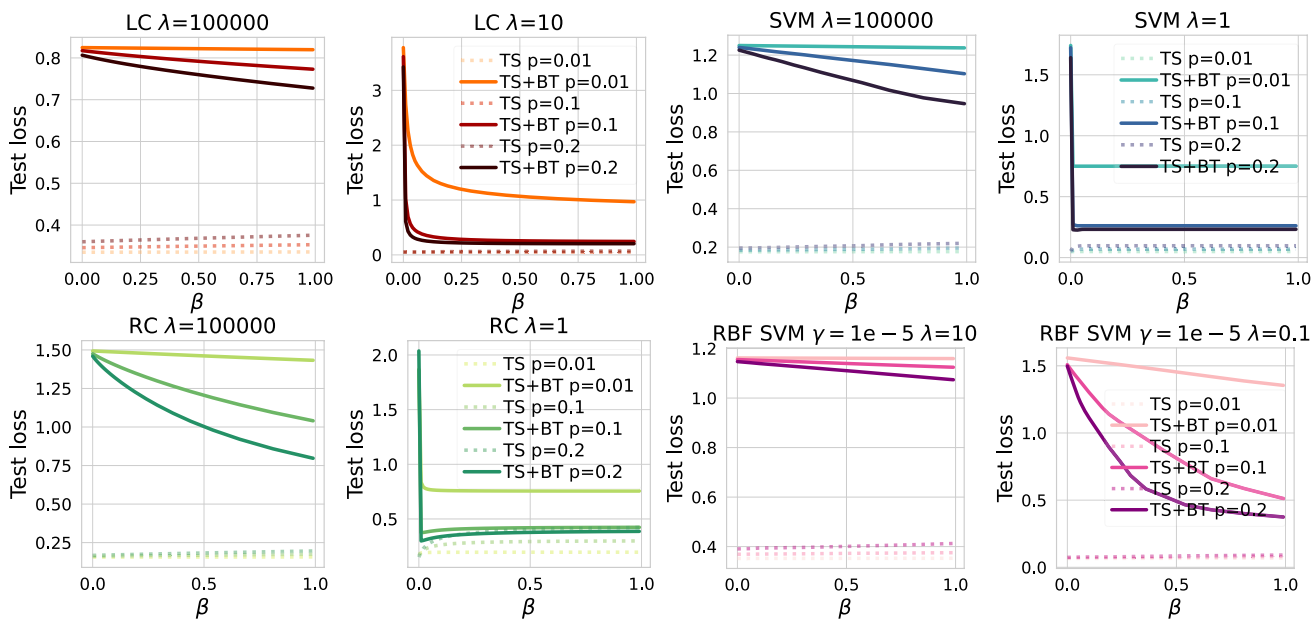 LC λ=100000
Test loss
0.8
0.7
0.8
0.4
0.00 0.25 0.50 0.75 1.00
β
LC λ=10
Test loss
3
2
1
0
0.00 0.25 0.50 0.75 1.00
β
TS p=0.01
TS+BT p=0.01
TS p=0.1
TS+BT p=0.1
TS p=0.2
TS+BT p=0.2
SVM λ=100000
Test loss
1.2
1.0
0.8
0.6
0.4
0.2
0.0 0.5 1.0
β
SVM λ=1
Test loss
1.5
1.0
0.5
0.0
0.0 0.5 1.0
β
TS p=0.01
TS+BT p=0.01
TS p=0.1
TS+BT p=0.1
TS p=0.2
TS+BT p=0.2
RC λ=100000
Test loss
1.50
1.25
1.00
0.75
1.50
0.25
0.0 0.5 1.0
β
RC λ=1
Test loss
2.0
1.5
1.0
0.5
0.0 0.5 1.0
β
TS p=0.01
TS+BT p=0.01
TS p=0.1
TS+BT p=0.1
TS p=0.2
TS+BT p=0.2
RBF SVM γ = 1e − 5 λ=10
Test loss
1.2
1.0
0.8
0.6
0.4
0.0 0.5 1.0
β
RBF SVM γ = 1e − 5 λ=0.1
Test loss
1.5
1.0
0.5
0.0
0.0 0.5 1.0
β
TS p=0.01
TS+BT p=0.01
TS p=0.1
TS+BT p=0.1
TS p=0.2
TS+BT p=0.2